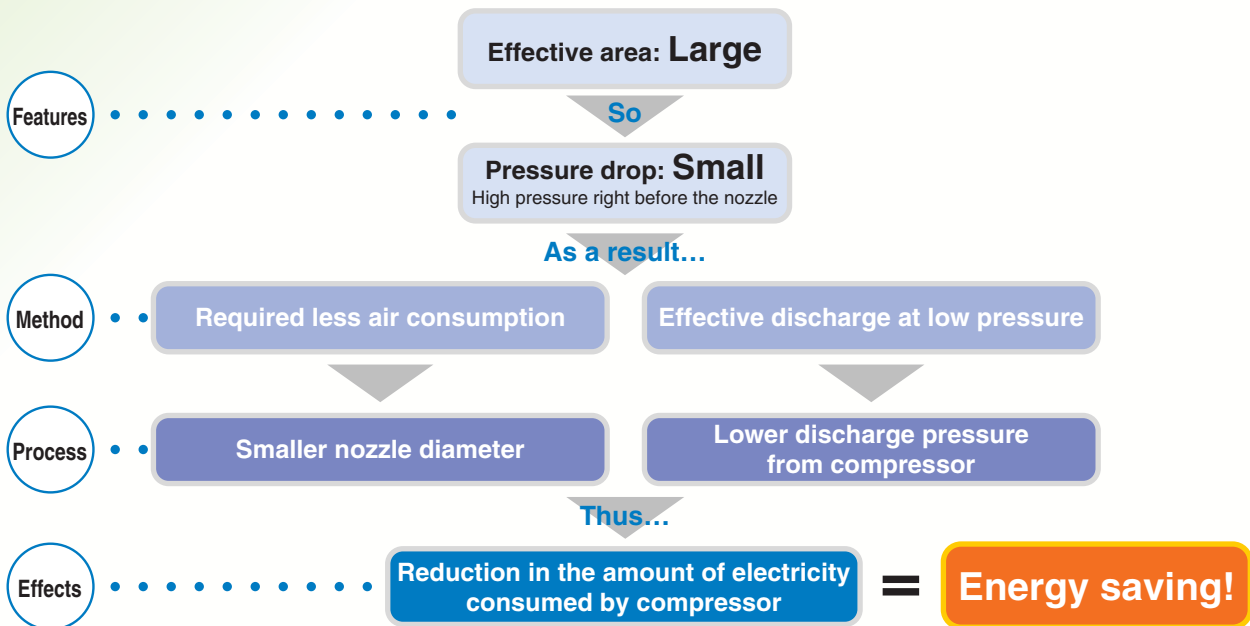 Effective area: Large
Features
So
Pressure drop: Small
High pressure right before the nozzle
As a result…
Method
Required less air consumption
Effective discharge at low pressure
Process
Smaller nozzle diameter
Lower discharge pressure
from compressor
Thus…
Effects
Reduction in the amount of electricity
consumed by compressor
=
Energy saving!